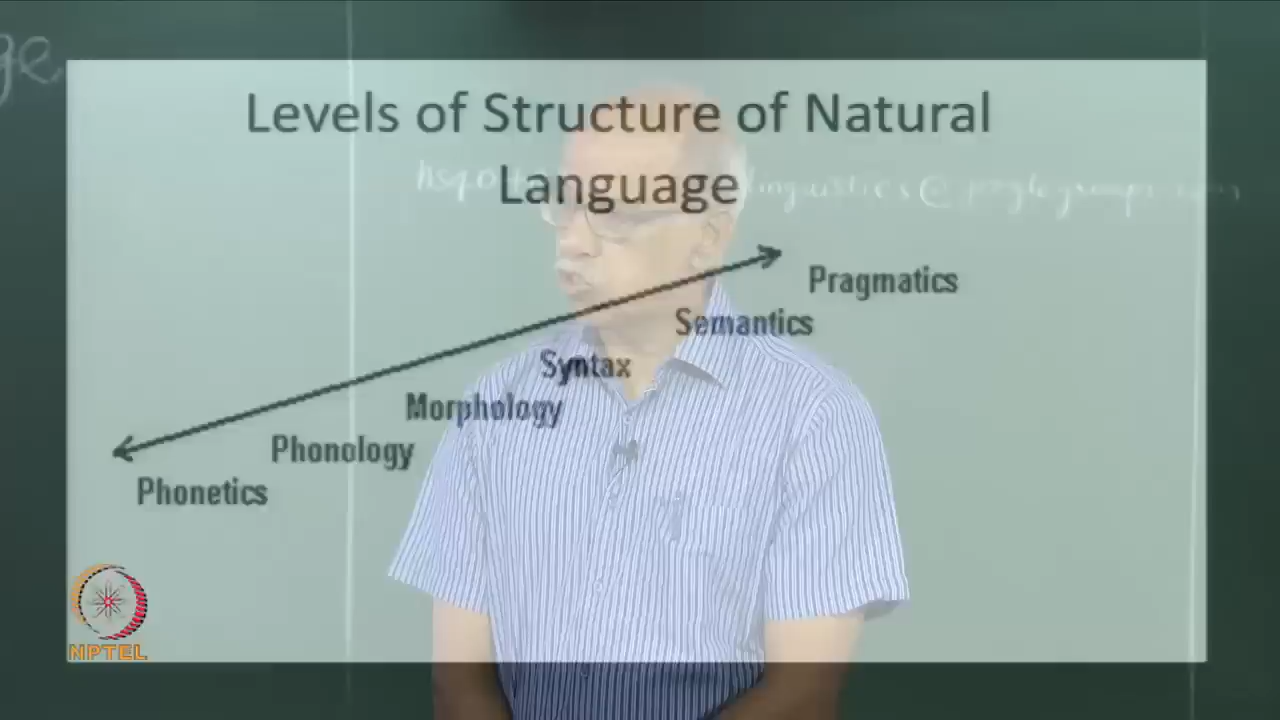 Levels of Structure of Natural
Language
Pragmatics
Semantics
Syntax
Morphology
Phonology
Phonetics
NPTEL